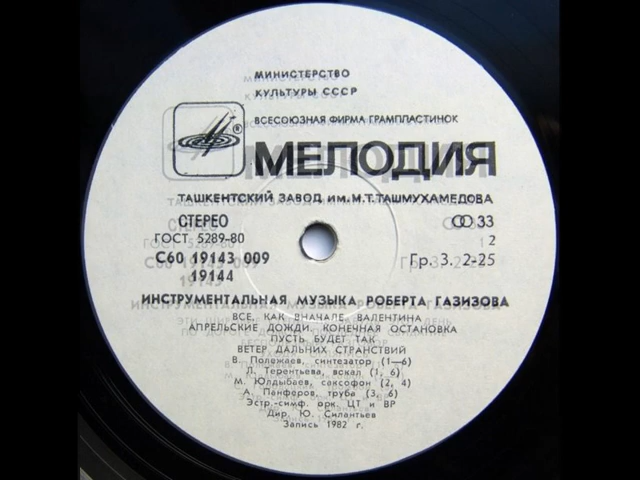 МИНИСТЕРСТВО
КУЛЬТУРЫ СССР
ВСЕСОЮЗНАЯ ФИРМА ГРАМПЛАСТИНОК
®
МЕЛОДИЯ
ТАШКЕНТСКИЙ ЗАВОД им. М.Т.ТАШМУХАМЕДОВА
СТЕРЕО
ГОСТ 5289-80
С60 19143 009
19144
33
2
Гр. 3. 2-25
ИНСТРУМЕНТАЛЬНАЯ МУЗЫКА РОБЕРТА ГАЗИЗОВА
ВСЕ, КАК ВНАЧАЛЕ. ВАЛЕНТИНА
АПРЕЛЬСКИЕ ДОЖДИ. КОНЕЧНАЯ ОСТАНОВКА
ПУСТЬ БУДЕТ ТАК
ВЕТЕР ДАЛЬНИХ СТРАНСТВИЙ
В. Полежаев, синтезатор (1—6)
Л. Терентьева, вокал (1, 6)
М. Юлдыбаев, саксофон (2, 4)
А. Панферов, труба (3, 6)
Эстр.-симф. орк. ЦТ и ВР
Дир. Ю. Силантьев
Запись 1982 г.